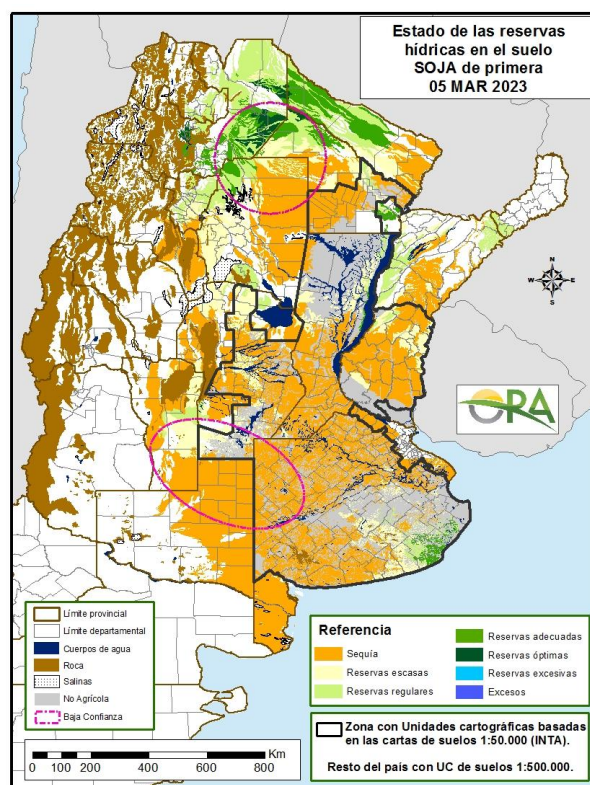 Estado de las reservas
hídricas en el suelo
SOJA de primera
05 MAR 2023
N
W
E
S
ORA
Límite provincial
Límite departamental
Cuerpos de agua
Roca
Salinas
No Agrícola
Baja Confianza
Referencia
Sequía
Reservas escasas
Reservas regulares
Reservas adecuadas
Reservas óptimas
Reservas excesivas
Excesos
Zona con Unidades cartográficas basadas
en las cartas de suelos 1:50.000 (INTA).
Resto del país con UC de suelos 1:500.000.
Km
0 100 200 400 600 800